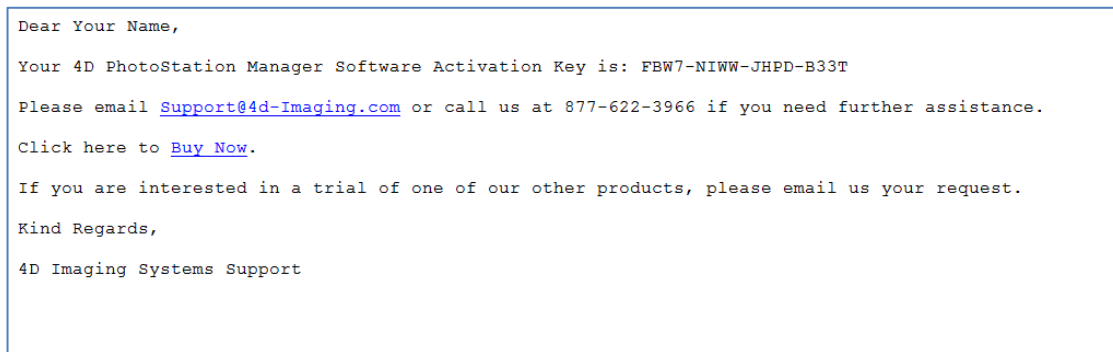 Dear Your Name,
Your 4D PhotoStation Manager Software Activation Key is: FBW7-NIWW-JHPD-B33T
Please email Support@4d-Imaging.com or call us at 877-622-3966 if you need further assistance.
Click here to Buy Now.
If you are interested in a trial of one of our other products, please email us your request.
Kind Regards,
4D Imaging Systems Support